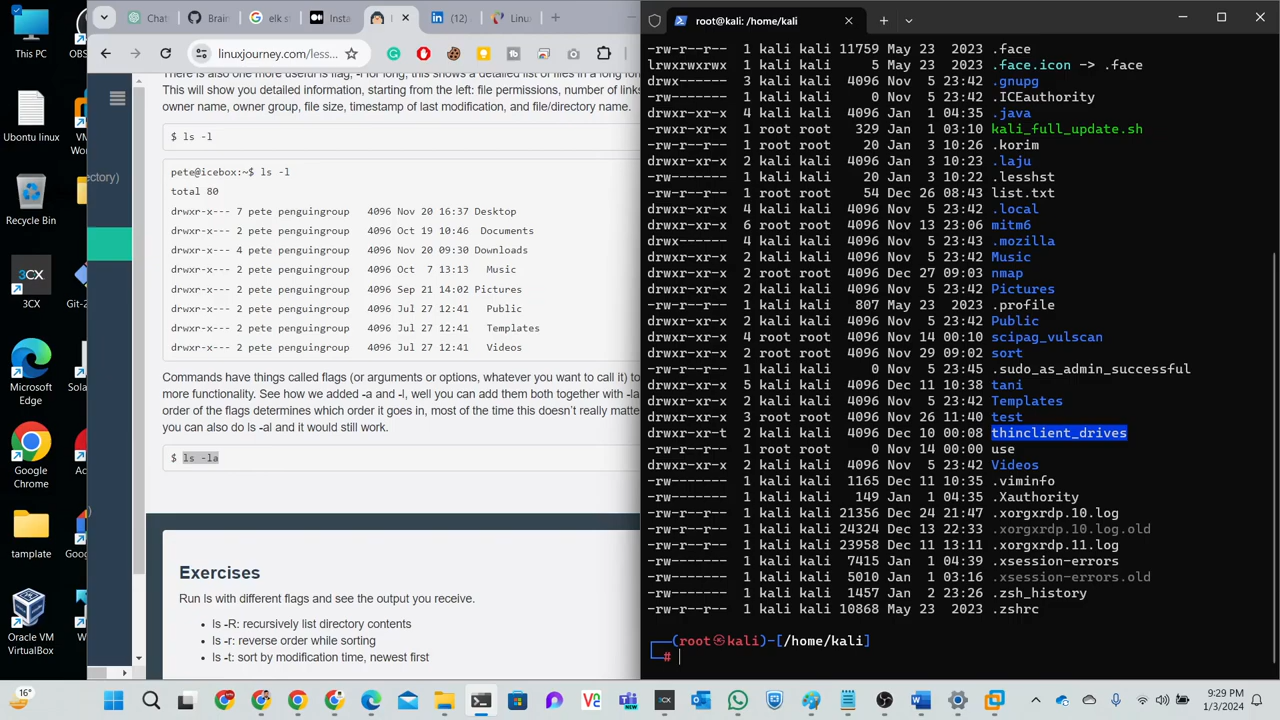 This PC
OBS
Ubontu linux
VM
Wor
Recycle Bin
3CX
3CX
Git-2
Microsoft
Edge
Sola
Google
Chrome
Ac
tamplate
Goog
Oracle VM
VirtualBox
W
Chat
Brain
elk s
Insta
(12)
Linu
linuxjourney.com/less...
ectory)
There is also one more useful flag, -l for long, this shows a detailed list of files in a long form
This will show you detailed information, starting from the left: file permissions, number of links
owner name, owner group, file size, timestamp of last modification, and file/directory name.
$ ls -l
pete@icebox:~$ ls -l
total 80
drwxr-x--- 7 pete penguingroup   4096 Nov 20 16:37 Desktop
drwxr-x--- 2 pete penguingroup   4096 Oct 19 10:46  Documents
drwxr-x--- 4 pete penguingroup   4096 Nov 20 09:30 Downloads
drwxr-x--- 2 pete penguingroup   4096 Oct  7 13:13   Music
drwxr-x--- 2 pete penguingroup   4096 Sep 21 14:02 Pictures
drwxr-x--- 2 pete penguingroup   4096 Jul 27 12:41   Public
drwxr-x--- 2 pete penguingroup   4096 Jul 27 12:41   Templates
drwxr-x--- 2 pete penguingroup   4096 Jul 27 12:41   Videos
Commands have things called flags (or arguments or options, whatever you want to call it) to
more functionality. See how we added -a and -l, well you can add them both together with -la
order of the flags determines which order it goes in, most of the time this doesn't really matte
you can also do ls -al and it would still work.
$ ls -la
Exercises
Run ls with different flags and see the output you receive.
• ls -R: recursively list directory contents
• ls -r: reverse order while sorting
• ls -t: sort by modification time, newest first
root@kali: /home/kali
-rw-r--r--  1 kali kali 11759 May 23  2023 .face
lrwxrwxrwx  1 kali kali     5 May 23  2023 .face.icon -> .face
drwx------  3 kali kali  4096 Nov  5 23:42 .gnupg
-rw-------  1 kali kali     0 Nov  5 23:42 .ICEauthority
drwxr-xr-x  4 kali kali  4096 Jan  1 04:35 .java
-rwxr-xr-x  1 root root   329 Jan  1 03:10 kali_full_update.sh
-rw-r--r--  1 root root    20 Jan  3 10:26 .korim
drwxr-xr-x  2 root root  4096 Jan  3 10:23 .laju
-rw-------  1 root root    20 Jan  3 10:22 .lesshst
-rw-r--r--  1 root root    54 Dec 26 08:43 list.txt
drwxr-xr-x  4 kali kali  4096 Nov  5 23:42 .local
drwxr-xr-x  6 root root  4096 Nov 13 23:06 mitm6
drwx------  4 kali kali  4096 Nov  5 23:43 .mozilla
drwxr-xr-x  2 kali kali  4096 Nov  5 23:42 Music
drwxr-xr-x  2 root root  4096 Dec 27 09:03 nmap
drwxr-xr-x  2 kali kali  4096 Nov  5 23:42 Pictures
-rw-r--r--  1 kali kali   807 May 23  2023 .profile
drwxr-xr-x  2 kali kali  4096 Nov  5 23:42 Public
drwxr-xr-x  4 root root  4096 Nov 14 00:10 scipag_vulscan
drwxr-xr-x  2 root root  4096 Nov 29 09:02 sort
-rw-r--r--  1 kali kali     0 Nov  5 23:45 .sudo_as_admin_successful
drwxr-xr-x  5 kali kali  4096 Dec 11 10:38 tani
drwxr-xr-x  2 kali kali  4096 Nov  5 23:42 Templates
drwxr-xr-x  3 root root  4096 Nov 26 11:40 test
drwxr-xr-t  2 kali kali  4096 Dec 10 00:08 thinclient_drives
-rw-r--r--  1 root root     0 Nov 14 00:00 use
drwxr-xr-x  2 kali kali  4096 Nov  5 23:42 Videos
-rw-------  1 kali kali  1165 Dec 11 10:35 .viminfo
-rw-------  1 kali kali   149 Jan  1 04:35 .Xauthority
-rw-r--r--  1 kali kali 21356 Dec 24 21:47 .xorgxrdp.10.log
-rw-r--r--  1 kali kali 24324 Dec 13 22:33 .xorgxrdp.10.log.old
-rw-r--r--  1 kali kali 23958 Dec 11 13:11 .xorgxrdp.11.log
-rw-------  1 kali kali  7415 Jan  1 04:39 .xsession-errors
-rw-------  1 kali kali  5010 Jan  1 03:16 .xsession-errors.old
-rw-------  1 kali kali  1457 Jan  2 23:26 .zsh_history
-rw-r--r--  1 kali kali 10868 May 23  2023 .zshrc
┌──(root㉿kali)-[/home/kali]
└─#
16°
9:29 PM
1/3/2024